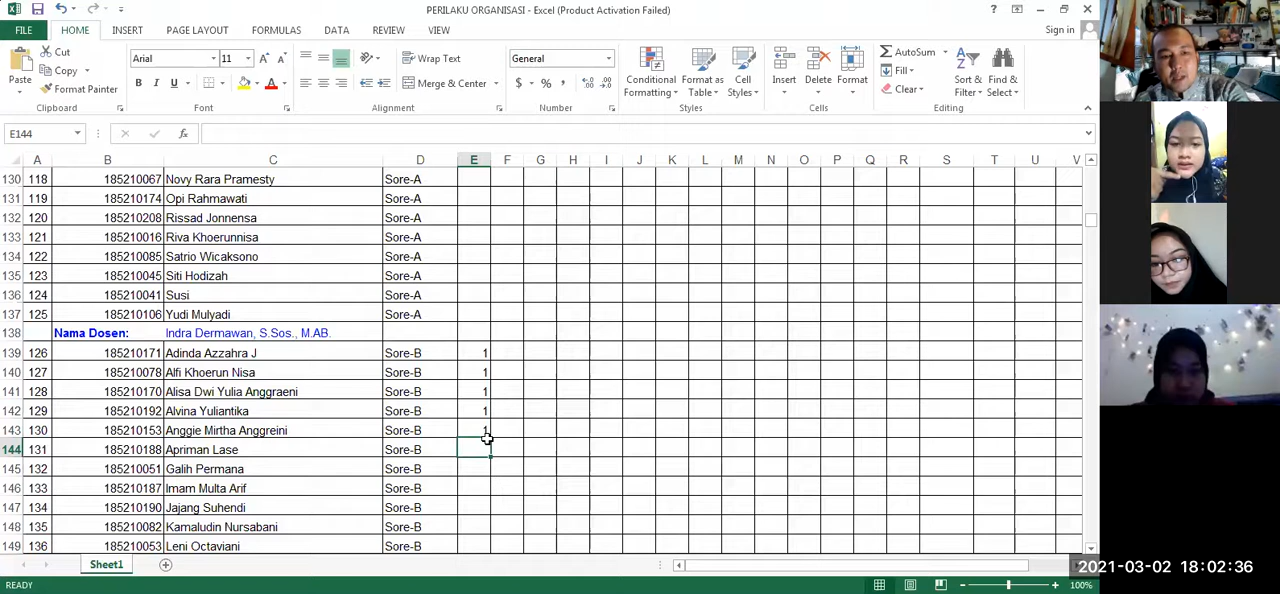 PERILAKU ORGANISASI - Excel (Product Activation Failed)
FILE HOME INSERT PAGE LAYOUT FORMULAS DATA REVIEW VIEW Sign in
Paste
Cut
Copy
Format Painter
Clipboard
Arial 11
B I U
Font
Wrap Text
Merge & Center
Alignment
General
$ % ,
Number
Conditional Formatting
Format as Table
Cell Styles
Styles
Insert Delete Format
Cells
AutoSum
Fill
Clear
Sort & Filter
Find & Select
Editing
E144 fx
A B C D E F G H I J K L M N O P Q R S T U V
130 118 185210067 Novy Rara Pramesty Sore-A
131 119 185210174 Opi Rahmawati Sore-A
132 120 185210208 Rissad Jonnensa Sore-A
133 121 185210016 Riva Khoerunnisa Sore-A
134 122 185210085 Satrio Wicaksono Sore-A
135 123 185210045 Siti Hodizah Sore-A
136 124 185210041 Susi Sore-A
137 125 185210106 Yudi Mulyadi Sore-A
138 Nama Dosen: Indra Dermawan, S.Sos., M.AB.
139 126 185210171 Adinda Azzahra J Sore-B 1
140 127 185210078 Alfi Khoerun Nisa Sore-B 1
141 128 185210170 Alisa Dwi Yulia Anggraeni Sore-B 1
142 129 185210192 Alvina Yuliantika Sore-B 1
143 130 185210153 Anggie Mirtha Anggreini Sore-B 1
144 131 185210188 Apriman Lase Sore-B
145 132 185210051 Galih Permana Sore-B
146 133 185210187 Imam Multa Arif Sore-B
147 134 185210190 Jajang Suhendi Sore-B
148 135 185210082 Kamaludin Nursabani Sore-B
149 136 185210053 Leni Octaviani Sore-B
Sheet1
READY 100%
2021-03-02 18:02:36